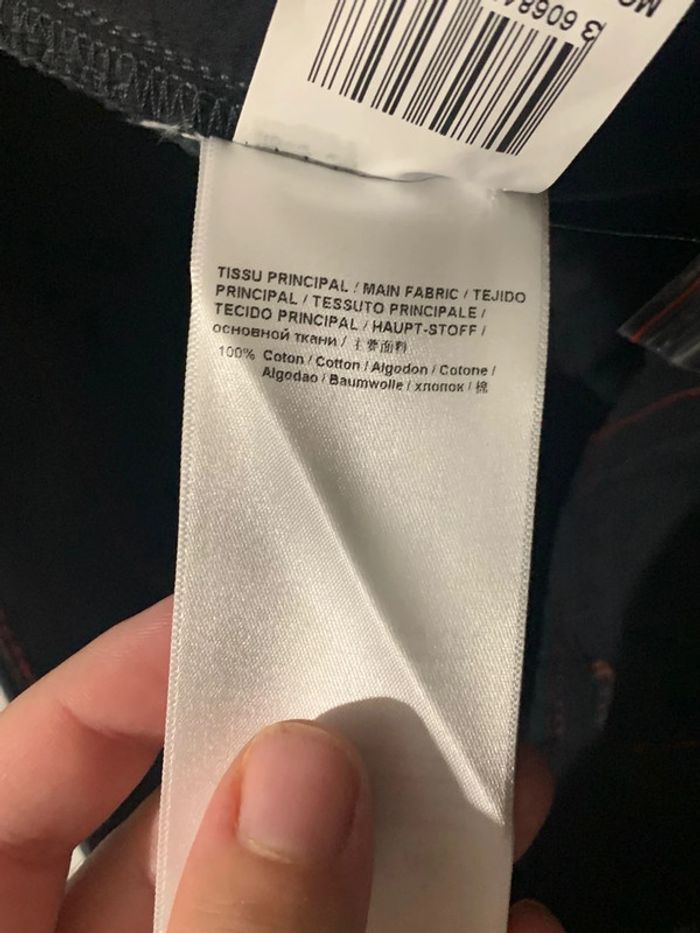 TISSU PRINCIPAL / MAIN FABRIC / TEJIDO
PRINCIPAL / TESSUTO PRINCIPALE /
TECIDO PRINCIPAL / HAUPT-STOFF /
основной ткани / 主要面料
100% Coton / Cotton / Algodon / Cotone /
Algodao / Baumwolle / хлопок / 棉